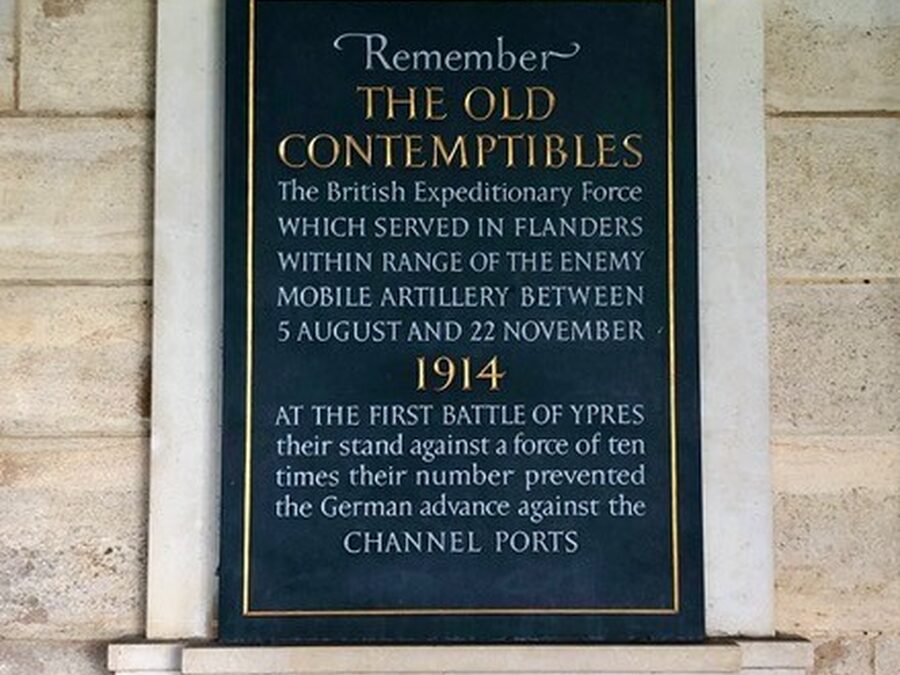 Remember
THE OLD
CONTEMPTIBLES
The British Expeditionary Force
WHICH SERVED IN FLANDERS
WITHIN RANGE OF THE ENEMY
MOBILE ARTILLERY BETWEEN
5 AUGUST AND 22 NOVEMBER
1914
AT THE FIRST BATTLE OF YPRES
their stand against a force of ten
times their number prevented
the German advance against the
CHANNEL PORTS